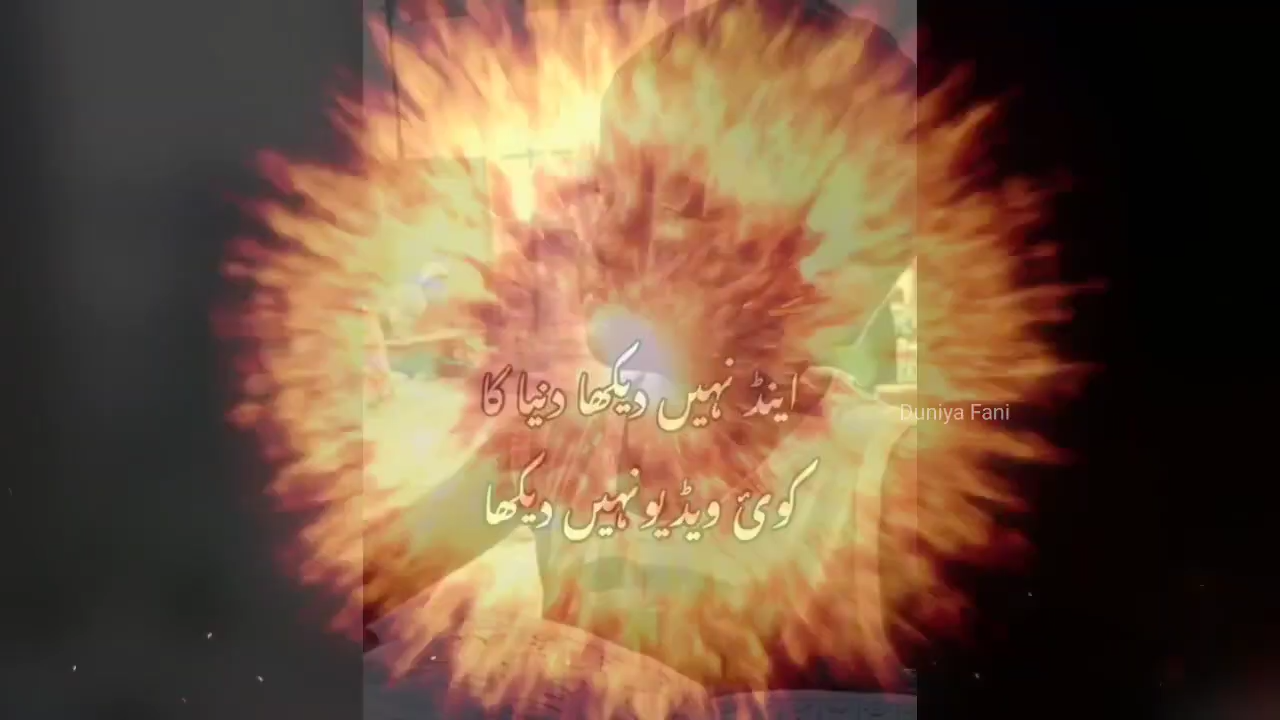 اینڈ نہیں دیکھا دنیا کا
کوئ ویڈیو نہیں دیکھا
Duniya Fani